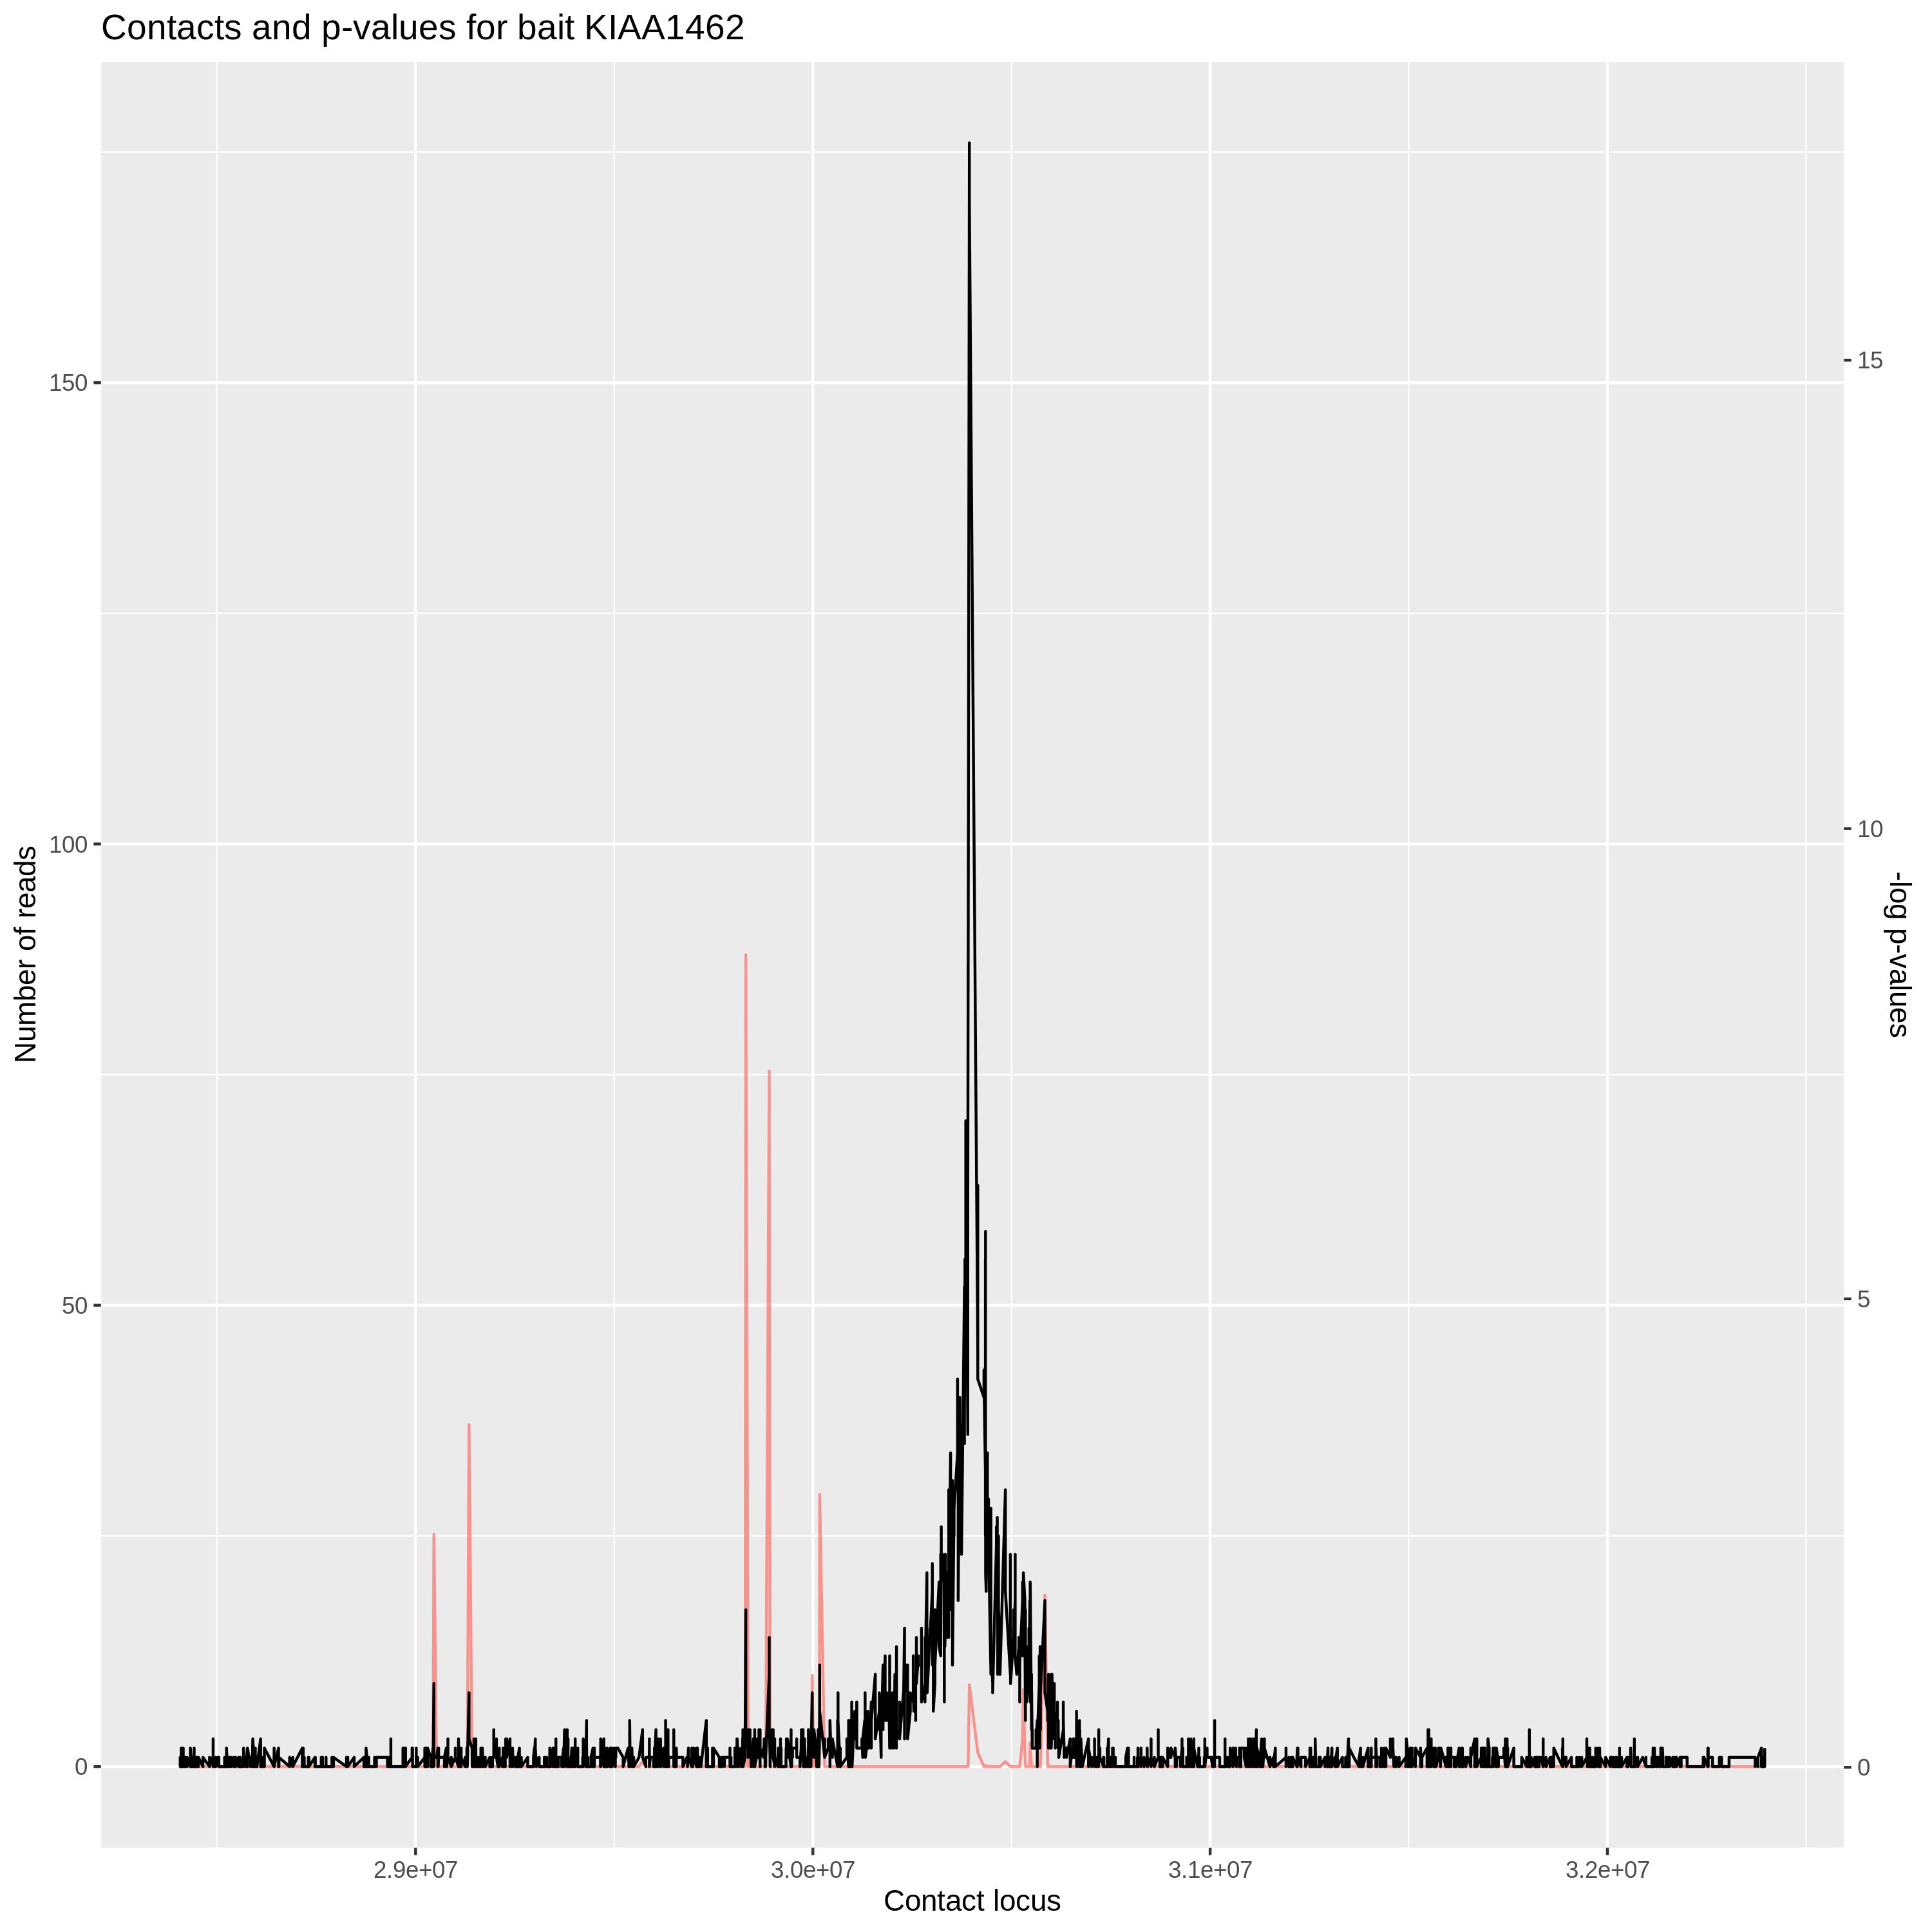 Contacts and p-values for bait KIAA1462
150
100
50
0
Number of reads
15
10
5
0
-log p-values
2.9e+07 3.0e+07 3.1e+07 3.2e+07
Contact locus